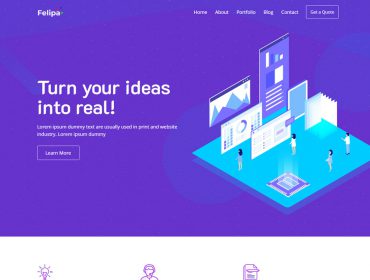 Felipa
Home About Portfolio Blog Contact Get a Quote
Turn your ideas
into real!
Lorem ipsum dummy text are usually used in print and website
industry. Lorem ipsum dummy
Learn More